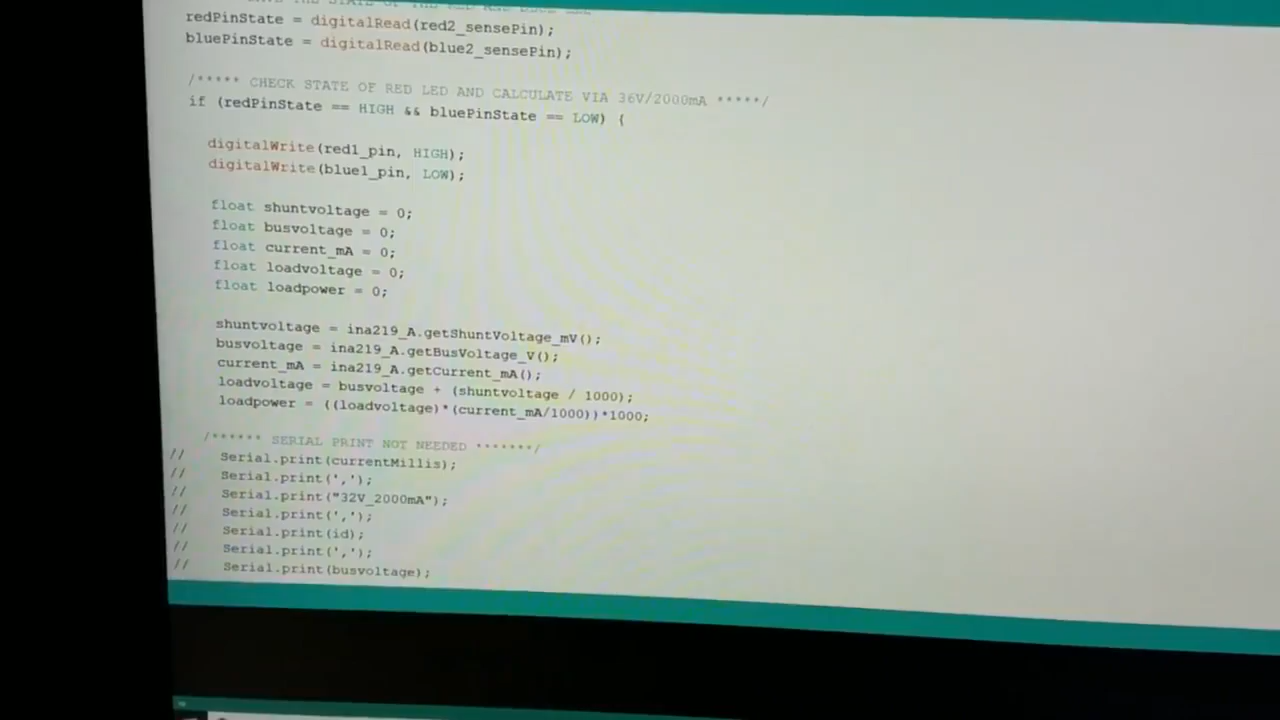 redPinState = digitalRead(red2_sensePin);
bluePinState = digitalRead(blue2_sensePin);
/***** CHECK STATE OF RED LED AND CALCULATE VIA 36V/2000mA *****/
if (redPinState == HIGH && bluePinState == LOW) {
digitalWrite(red1_pin, HIGH);
digitalWrite(blue1_pin, LOW);
float shuntvoltage = 0;
float busvoltage = 0;
float current_mA = 0;
float loadvoltage = 0;
float loadpower = 0;
shuntvoltage = ina219_A.getShuntVoltage_mV();
busvoltage = ina219_A.getBusVoltage_V();
current_mA = ina219_A.getCurrent_mA();
loadvoltage = busvoltage + (shuntvoltage / 1000);
loadpower = ((loadvoltage)*(current_mA/1000))*1000;
/****** SERIAL PRINT NOT NEEDED *******/
// Serial.print(currentMillis);
// Serial.print(',');
// Serial.print("32V_2000mA");
// Serial.print(',');
// Serial.print(id);
// Serial.print(',');
// Serial.print(busvoltage);